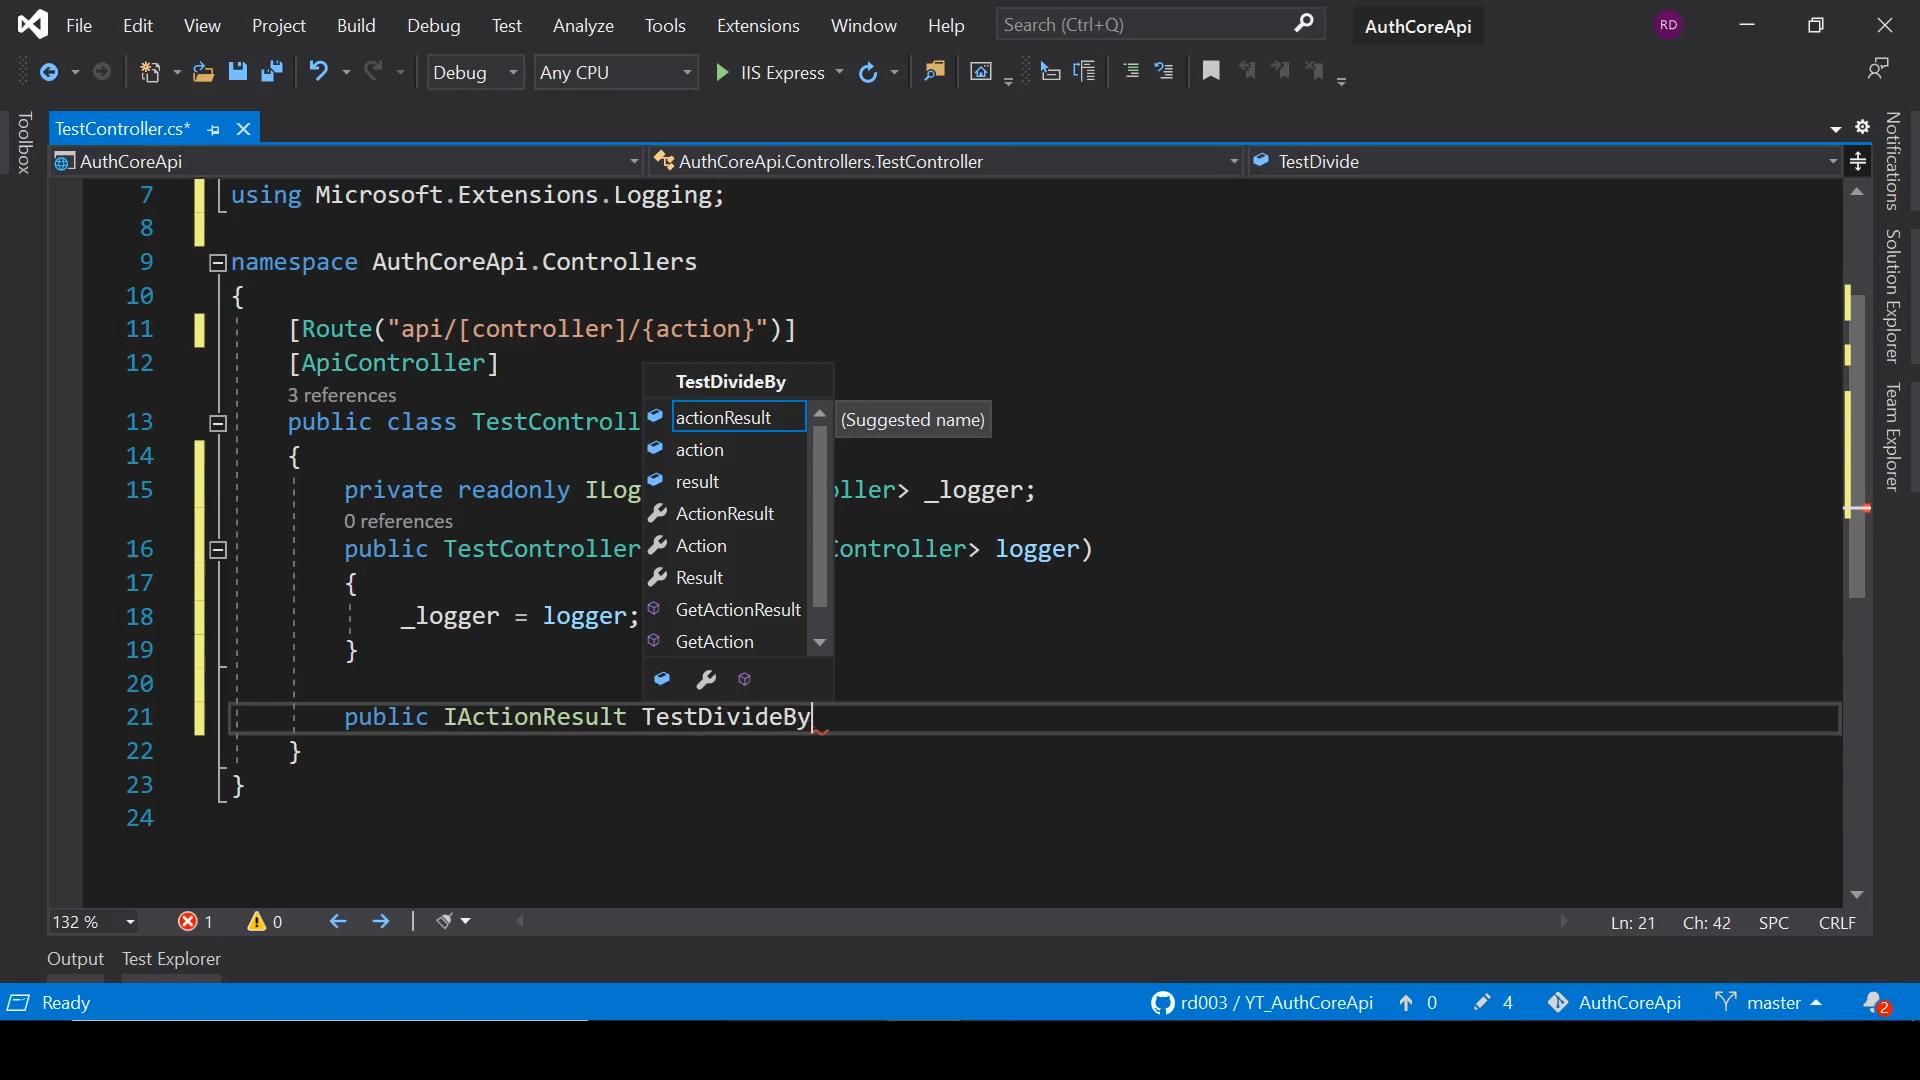 File Edit View Project Build Debug Test Analyze Tools Extensions Window Help Search (Ctrl+Q) AuthCoreApi RD
Debug Any CPU IIS Express
Toolbox
TestController.cs*
AuthCoreApi AuthCoreApi.Controllers.TestController TestDivide
7 using Microsoft.Extensions.Logging;
8
9 namespace AuthCoreApi.Controllers
10 {
11 [Route("api/[controller]/{action}")]
12 [ApiController]
3 references
13 public class TestControll
14 {
15 private readonly ILog ller> _logger;
0 references
16 public TestController ontroller> logger)
17 {
18 _logger = logger;
19 }
20
21 public IActionResult TestDivideBy
22 }
23 }
24
TestDivideBy
actionResult
(Suggested name)
action
result
ActionResult
Action
Result
GetActionResult
GetAction
Notifications
Solution Explorer
Team Explorer
132 % 1 0 Ln: 21 Ch: 42 SPC CRLF
Output Test Explorer
Ready rd003 / YT_AuthCoreApi 0 4 AuthCoreApi master 2